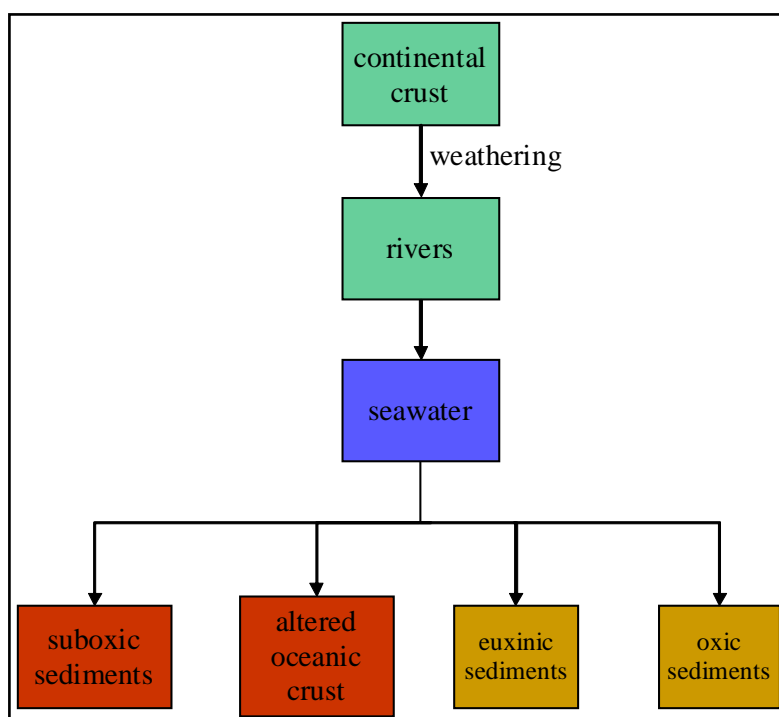 continental
crust
weathering
rivers
seawater
suboxic
sediments
altered
oceanic
crust
euxinic
sediments
oxic
sediments